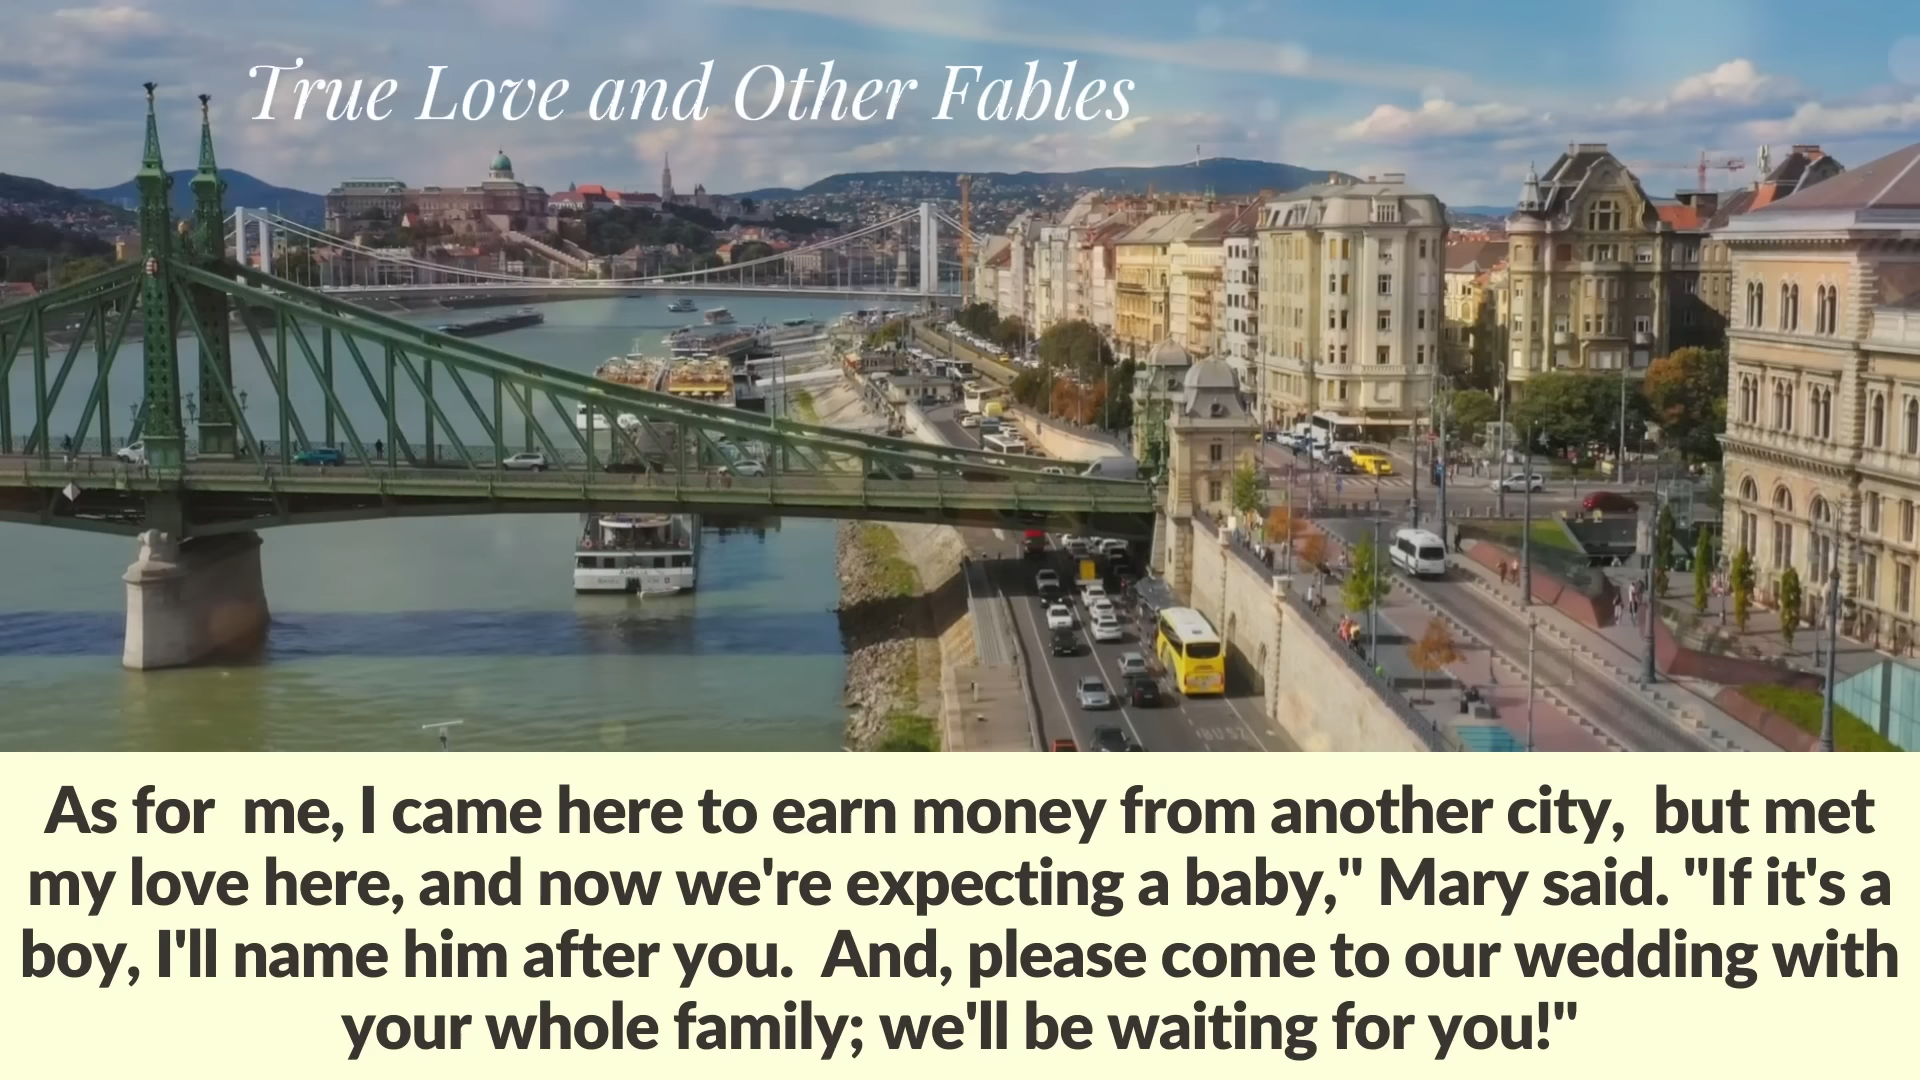 True Love and Other Fables
As for  me, I came here to earn money from another city,  but met
my love here, and now we're expecting a baby," Mary said. "If it's a
boy, I'll name him after you.  And, please come to our wedding with
your whole family; we'll be waiting for you!"